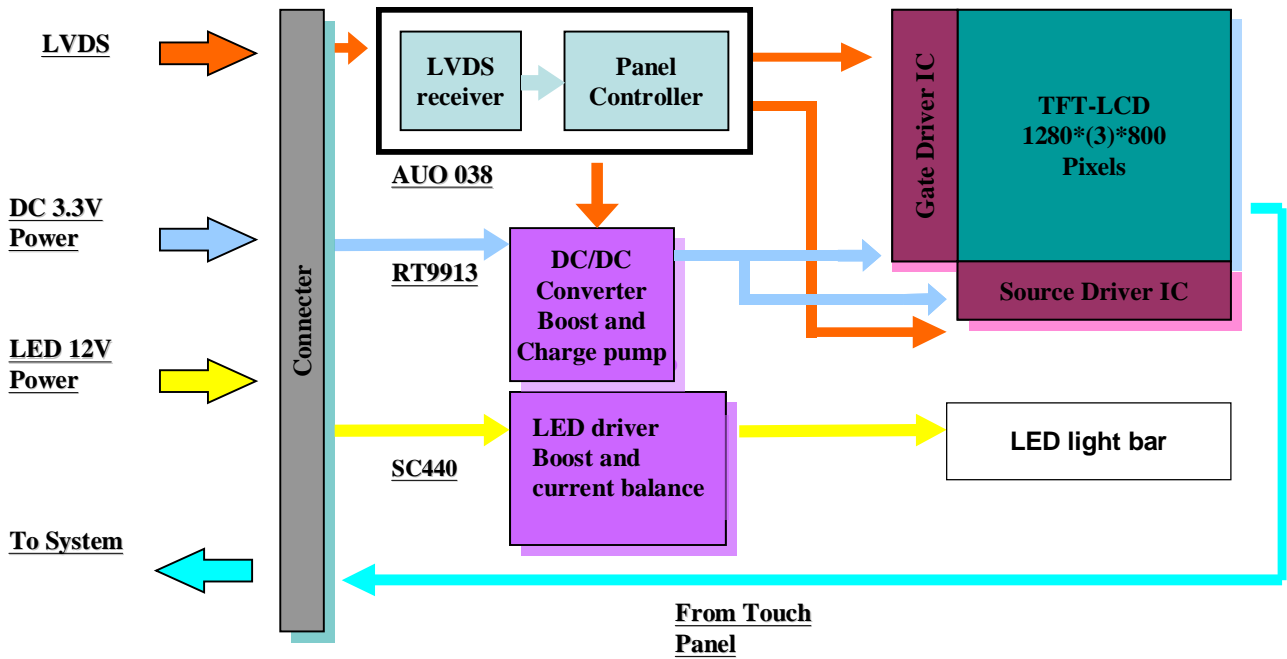 LVDS
DC 3.3V
Power
LED 12V
Power
To System
Connecter
LVDS
receiver
Panel
Controller
AUO 038
RT9913
DC/DC
Converter
Boost and
Charge pump
SC440
LED driver
Boost and
current balance
Gate Driver IC
TFT-LCD
1280*(3)*800
Pixels
Source Driver IC
LED light bar
From Touch
Panel